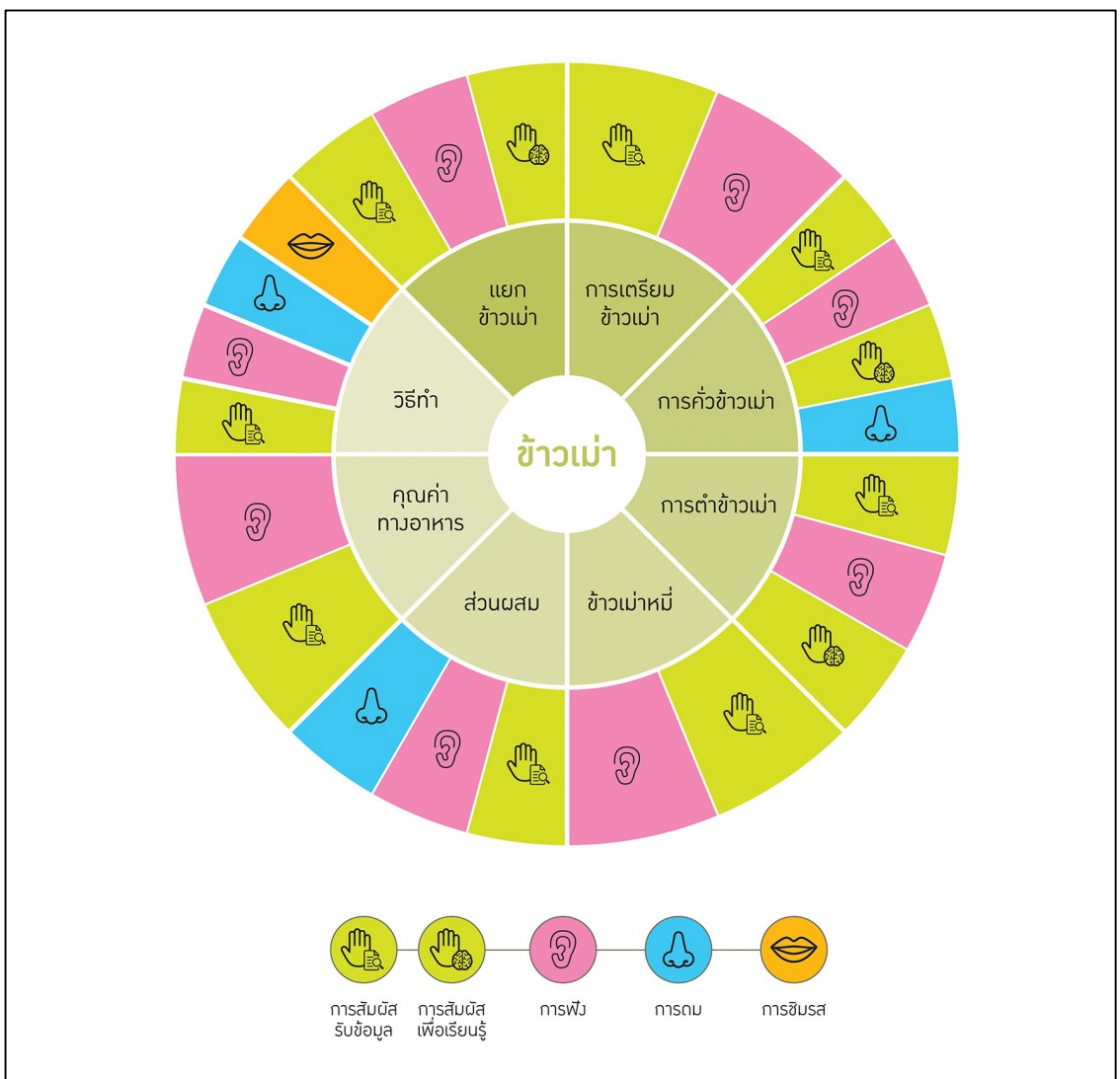 แยก
ข้าวเม่า
การเตรียม
ข้าวเม่า
วิธีทำ
การคั่วข้าวเม่า
ข้าวเม่า
คุณค่า
ทางอาหาร
การตำข้าวเม่า
ส่วนผสม
ข้าวเม่าหมี่
การสัมผัส
รับข้อมูล
การสัมผัส
เพื่อเรียนรู้
การฟัง
การดม
การชิมรส